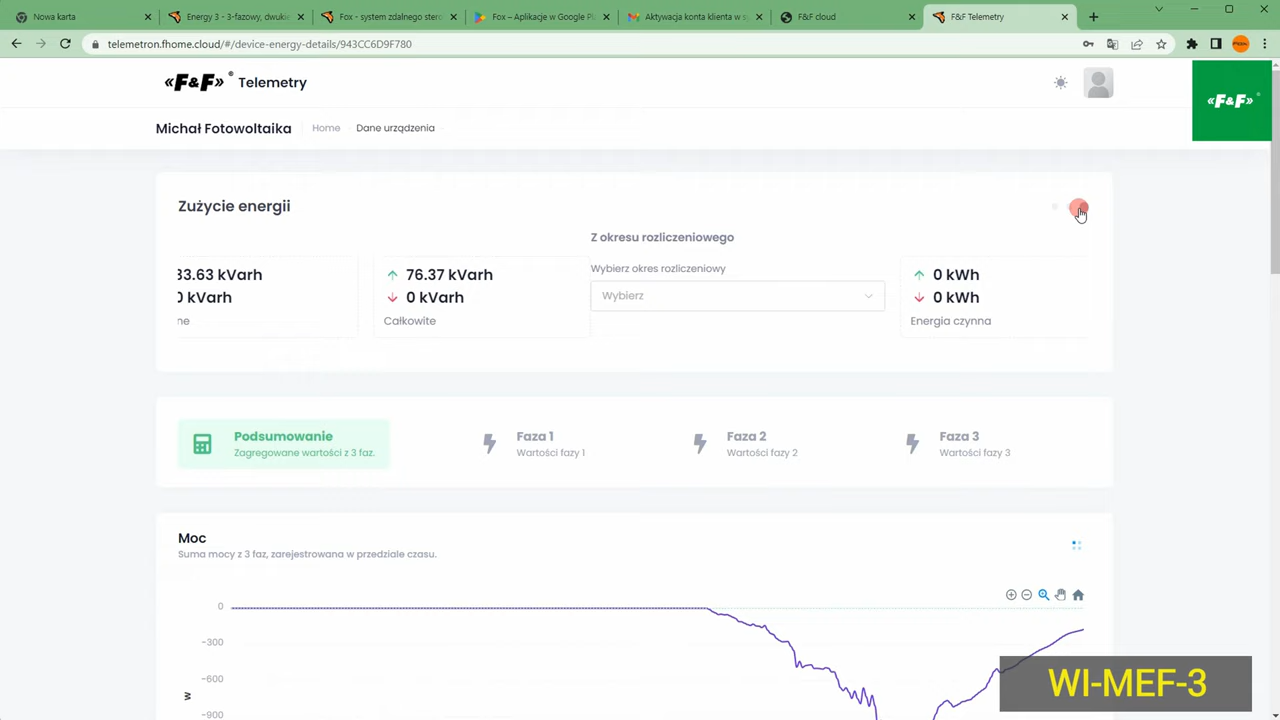 Nowa karta
Energy 3 - 3-fazowy, dwukie
Fox - system zdalnego stero
Fox – Aplikacje w Google Pl
Aktywacja konta klienta w sy
F&F cloud
F&F Telemetry
telemetron.fhome.cloud/#/device-energy-details/943CC6D9F780
«F&F»® Telemetry
«F&F»®
Michał Fotowoltaika
Home
Dane urządzenia
Zużycie energii
Z okresu rozliczeniowego
33.63 kVarh
0 kVarh
ne
76.37 kVarh
0 kVarh
Całkowite
Wybierz okres rozliczeniowy
Wybierz
0 kWh
0 kWh
Energia czynna
Podsumowanie
Zagregowane wartości z 3 faz.
Faza 1
Wartości fazy 1
Faza 2
Wartości fazy 2
Faza 3
Wartości fazy 3
Moc
Suma mocy z 3 faz, zarejestrowana w przedziale czasu.
0
-300
-600
-900
W
WI-MEF-3